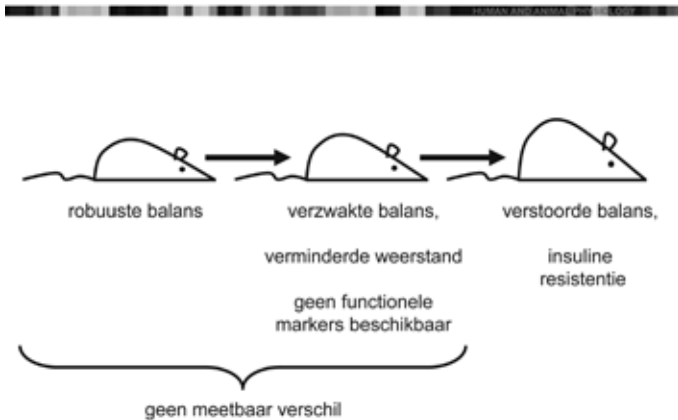 HUMAN AND ANIMAL PHYSIOLOGY
robuuste balans
verzwakte balans,
verstoorde balans,
verminderde weerstand
insuline
resistentie
geen functionele
markers beschikbaar
geen meetbaar verschil